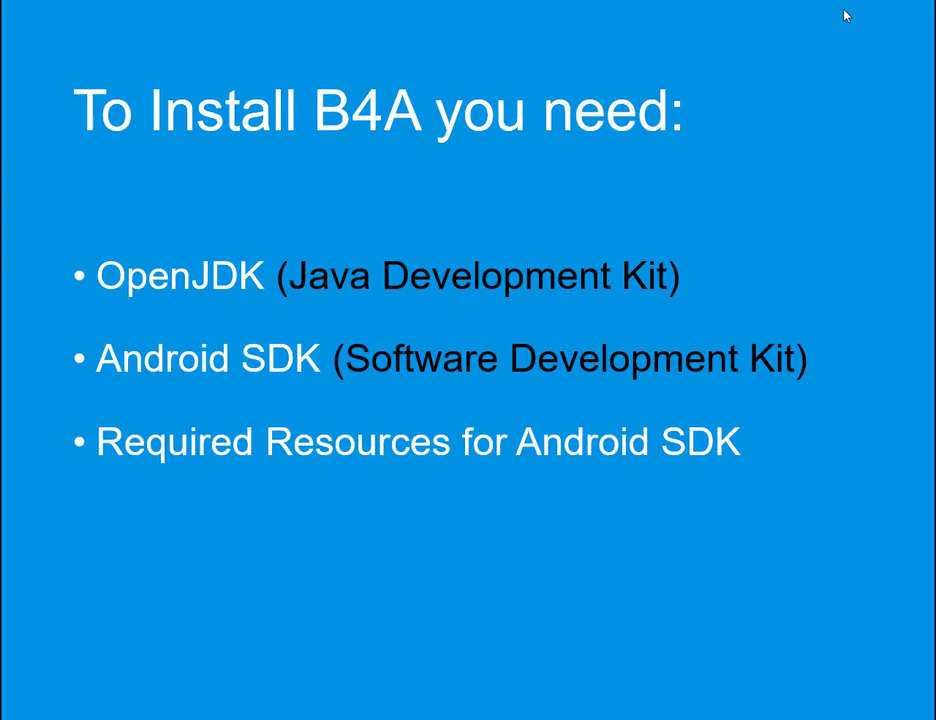 To Install B4A you need:
• OpenJDK (Java Development Kit)
• Android SDK (Software Development Kit)
• Required Resources for Android SDK